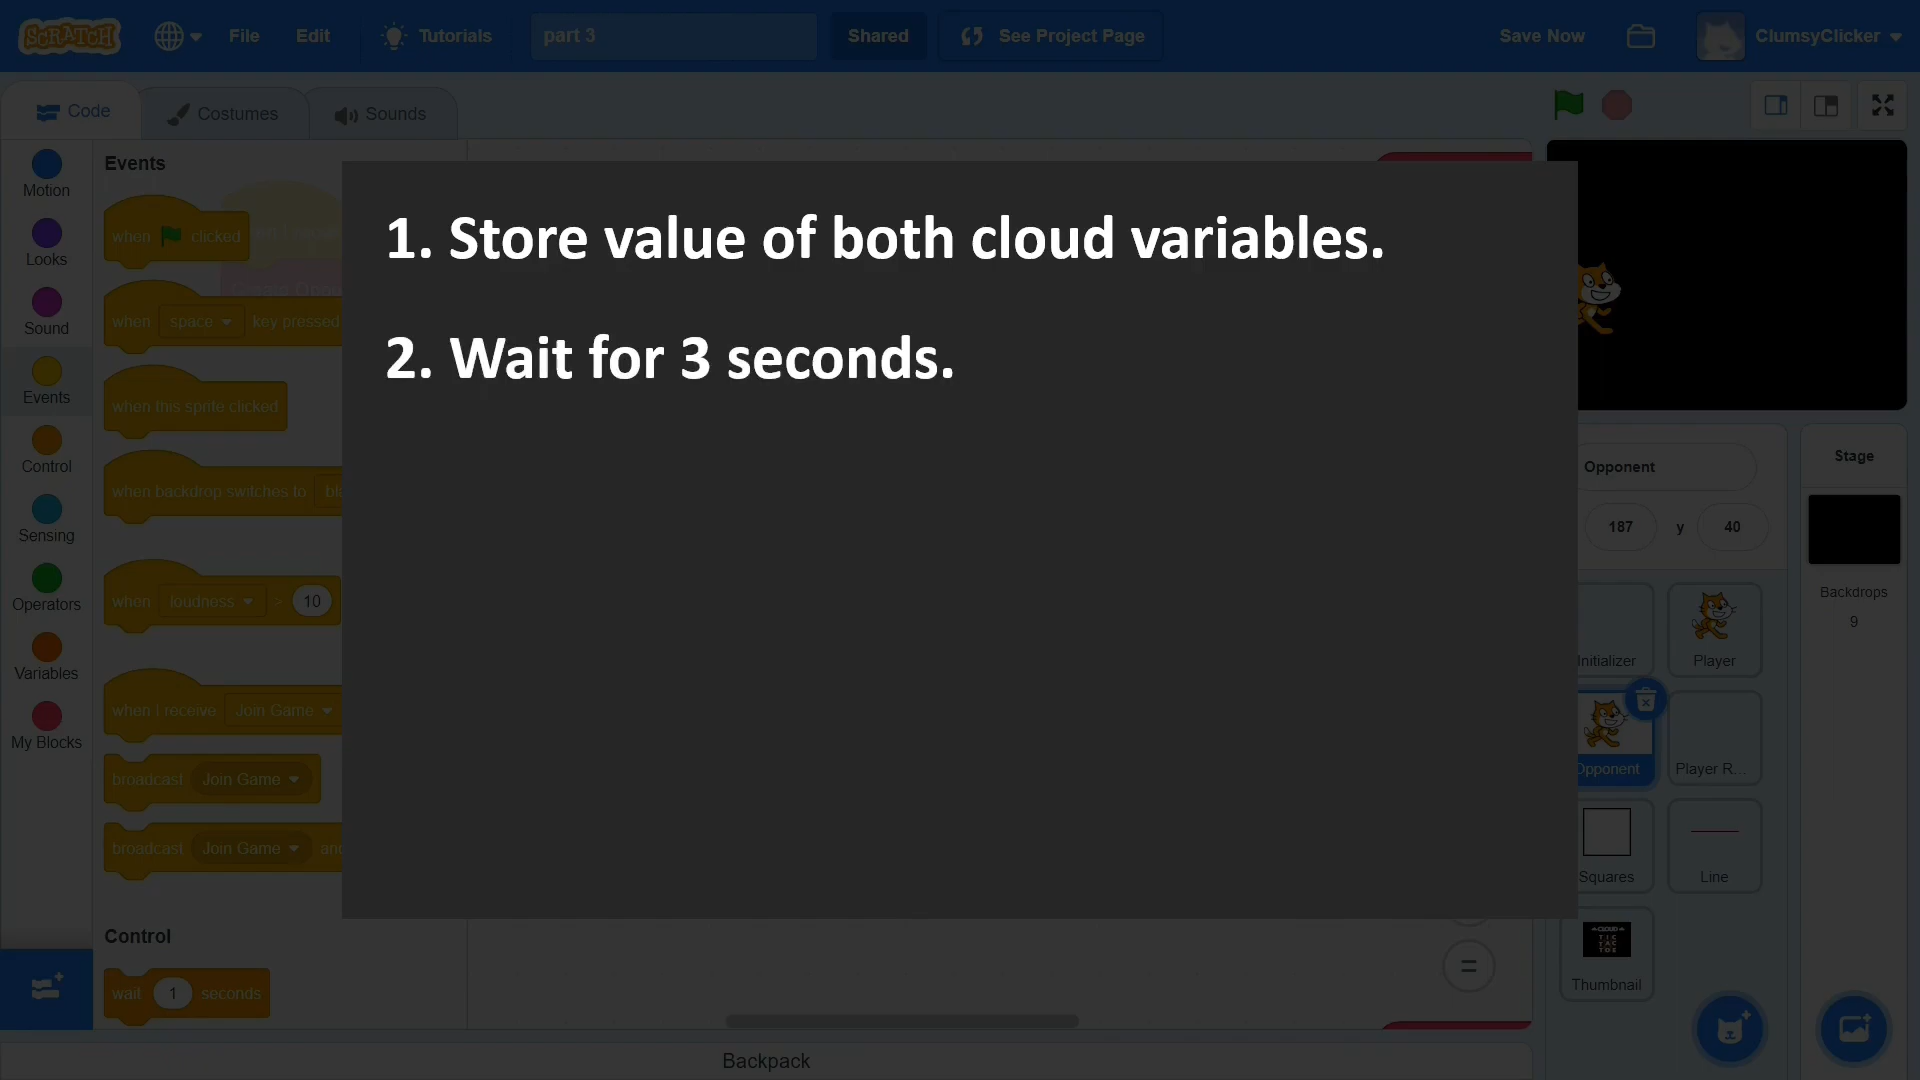 SCRATCH
File
Edit
Tutorials
part 3
Shared
See Project Page
Save Now
ClumsyClicker
Code
Costumes
Sounds
Motion
Looks
Sound
Events
Control
Sensing
Operators
Variables
My Blocks
Events
when clicked
when space key pressed
when this sprite clicked
when backdrop switches to
when loudness > 10
when I receive Join Game
broadcast Join Game
broadcast Join Game
Control
wait 1 seconds
1. Store value of both cloud variables.
2. Wait for 3 seconds.
Opponent
187 y 40
Stage
Backdrops
9
Initializer
Player
Opponent
Player R...
Squares
Line
CLOUD
TIC
TAC
TOE
Thumbnail
=
Backpack